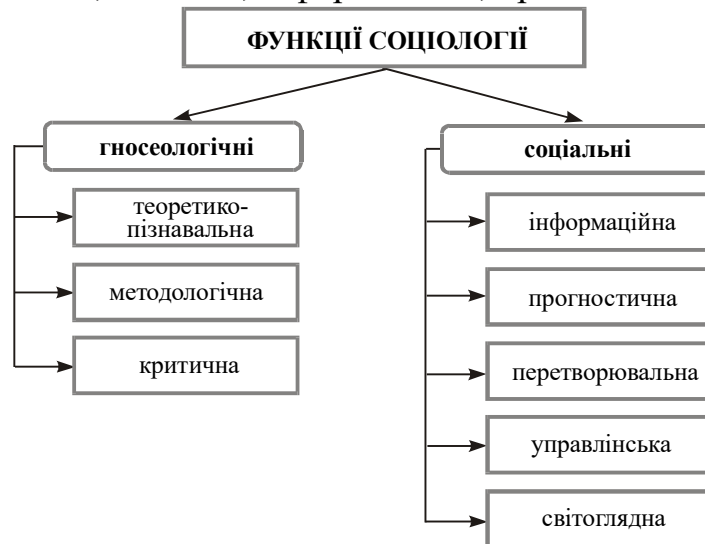 ФУНКЦІЇ СОЦІОЛОГІЇ
гносеологічні
теоретико-
пізнавальна
методологічна
критична
соціальні
інформаційна
прогностична
перетворювальна
управлінська
світоглядна